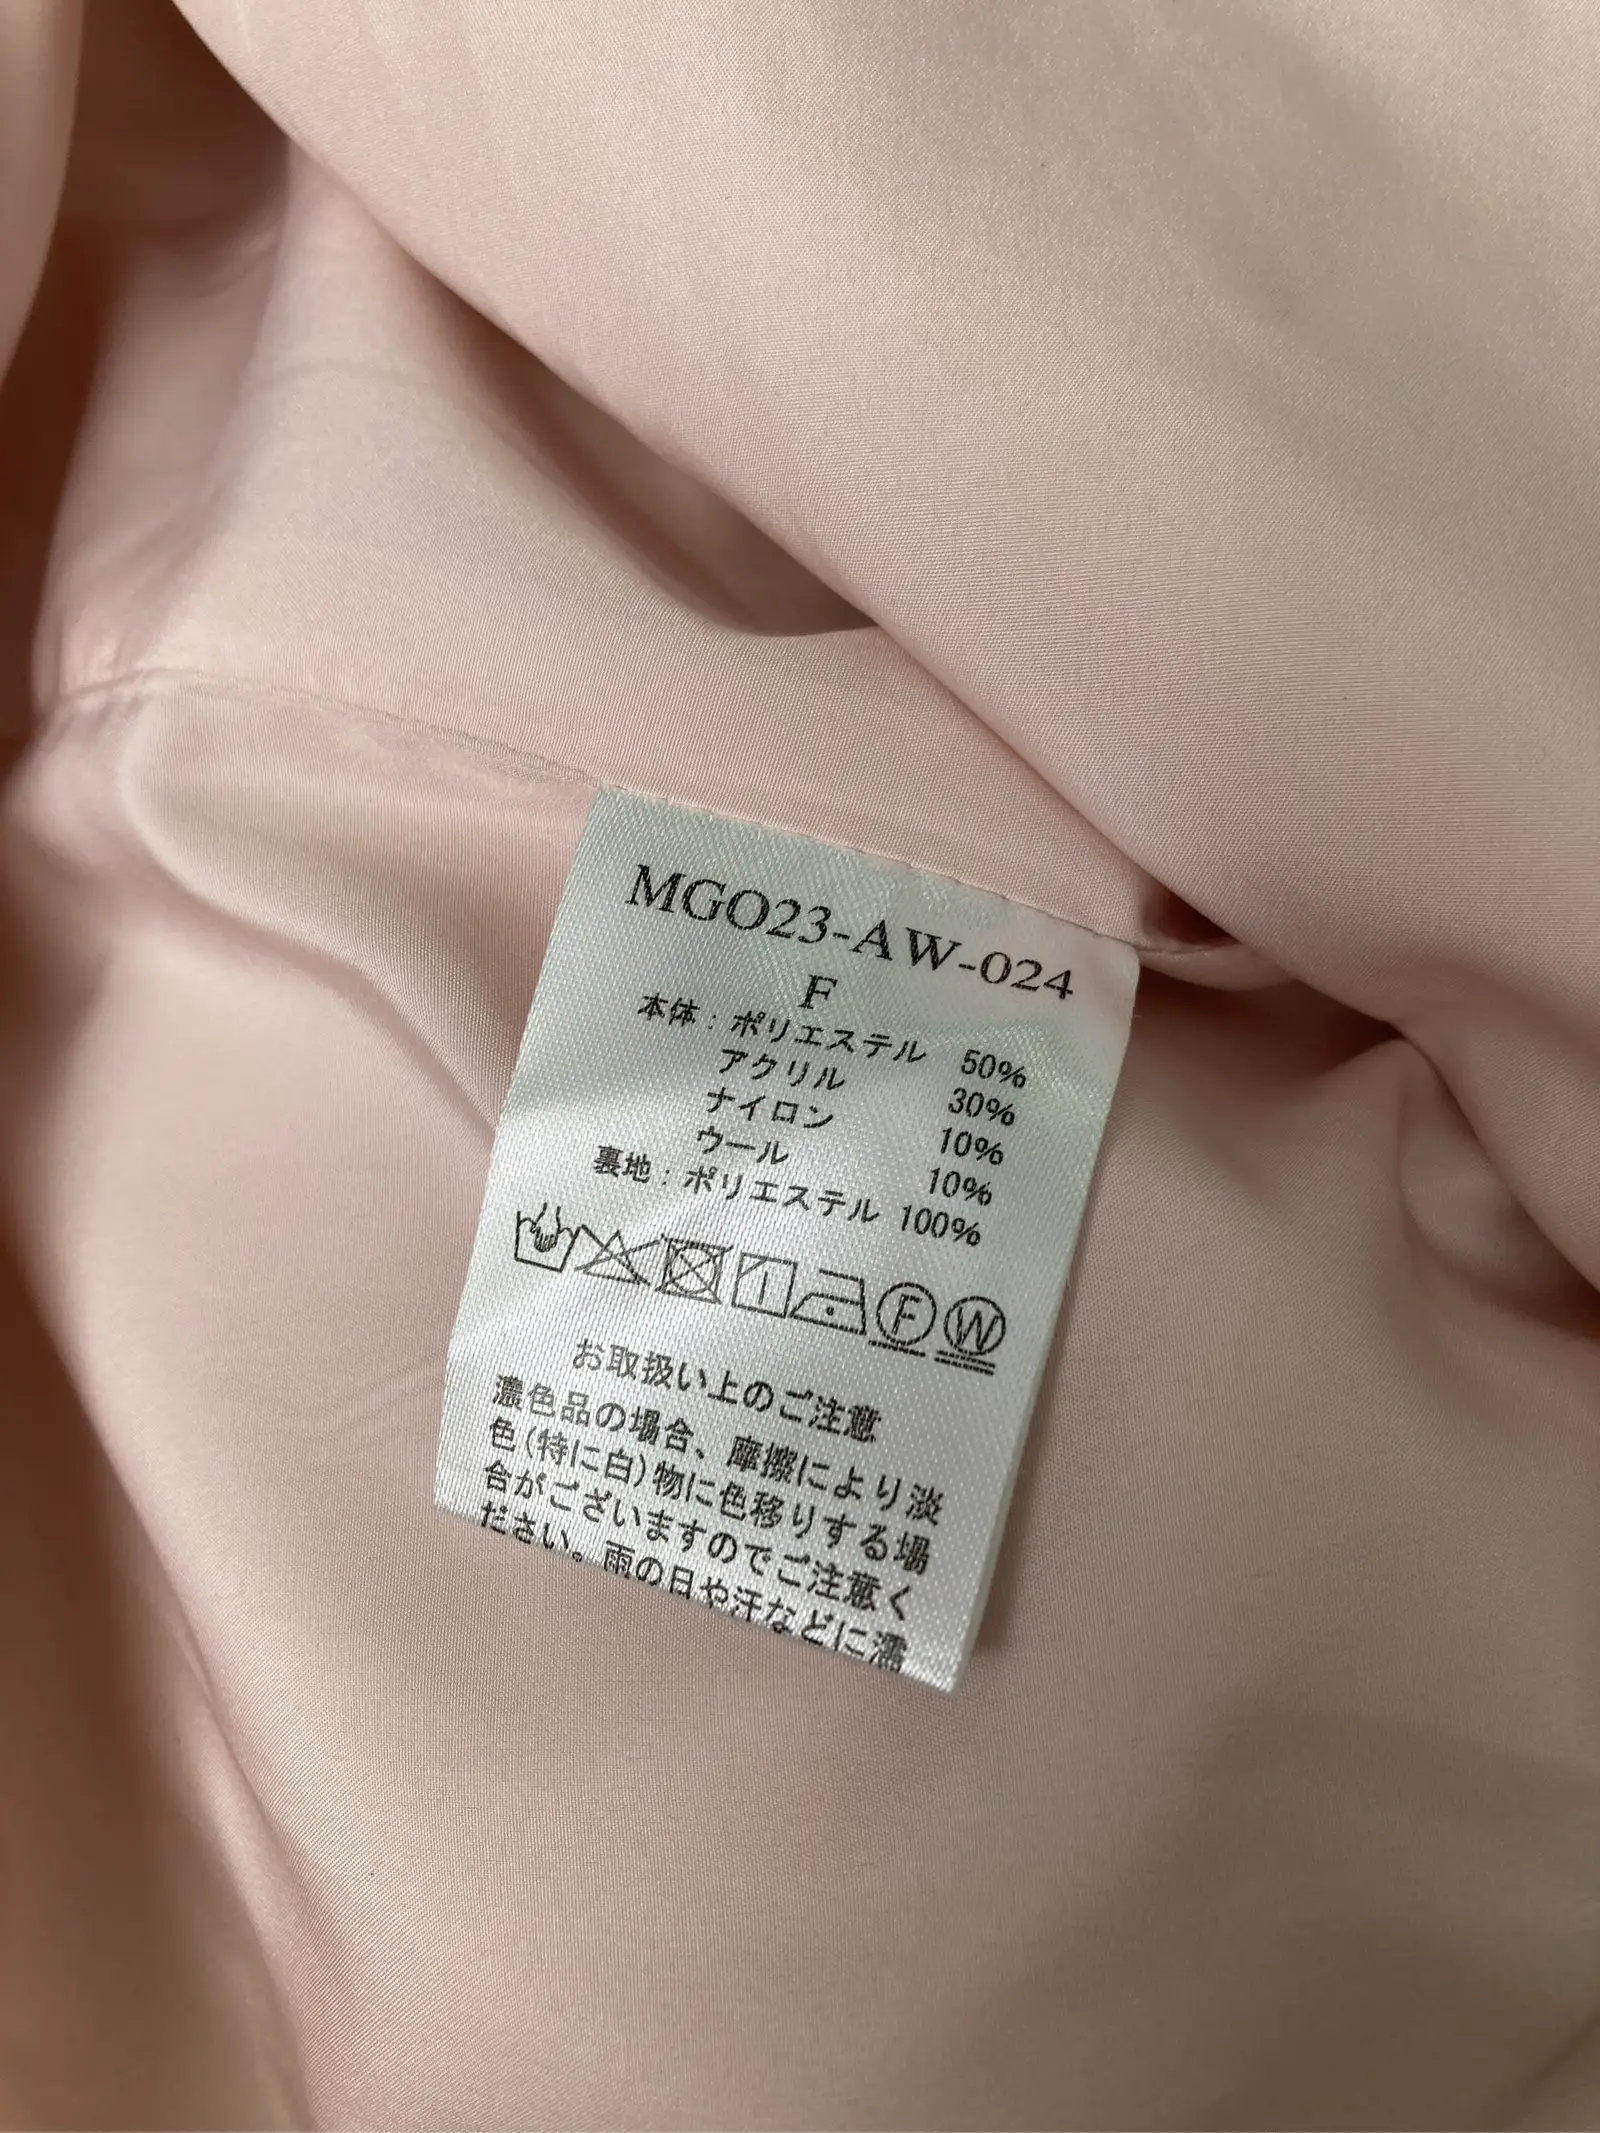 MGO23-AW-024
F
本体：ポリエステル 50%
アクリル 30%
ナイロン 10%
ウール 10%
裏地：ポリエステル 100%
F W
お取扱い上のご注意
濃色品の場合、摩擦により淡
色(特に白)物に色移りする場
合がございますのでご注意く
ださい。雨の日や汗などに濡